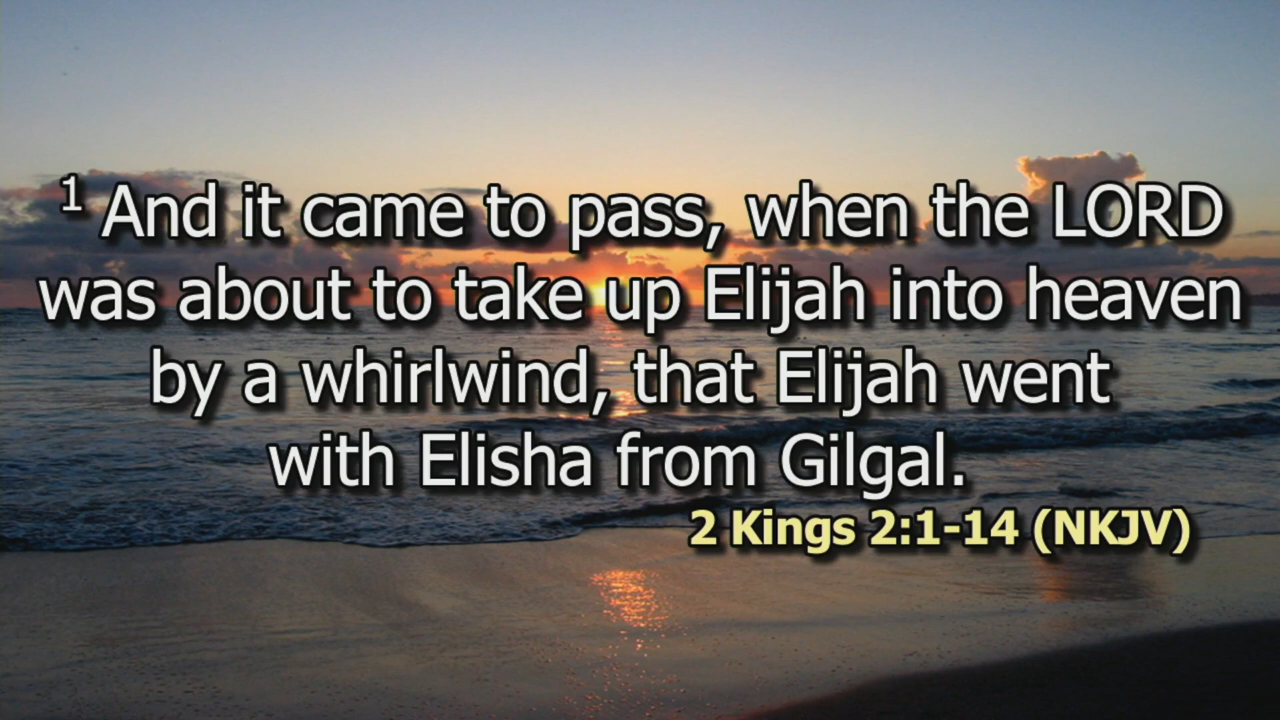 1 And it came to pass, when the LORD
was about to take up Elijah into heaven
by a whirlwind, that Elijah went
with Elisha from Gilgal.
2 Kings 2:1-14 (NKJV)